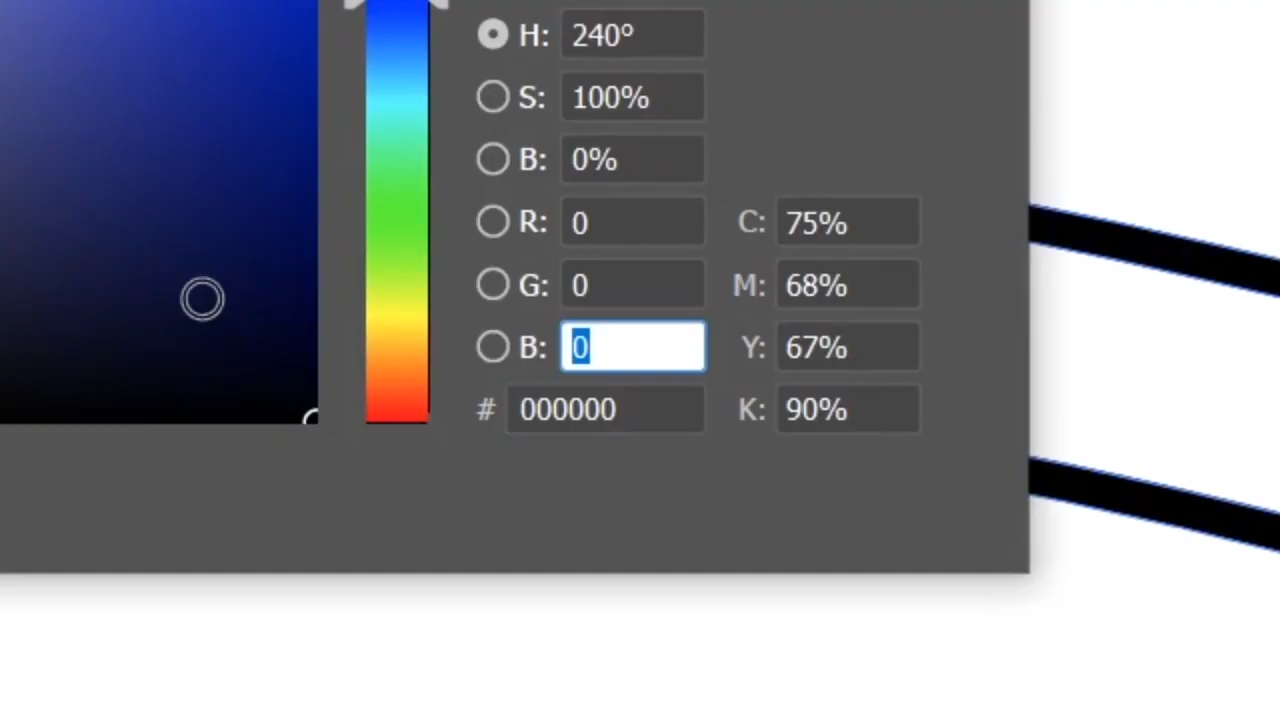 H: 240°
S: 100%
B: 0%
R: 0 C: 75%
G: 0 M: 68%
B: 0 Y: 67%
# 000000 K: 90%